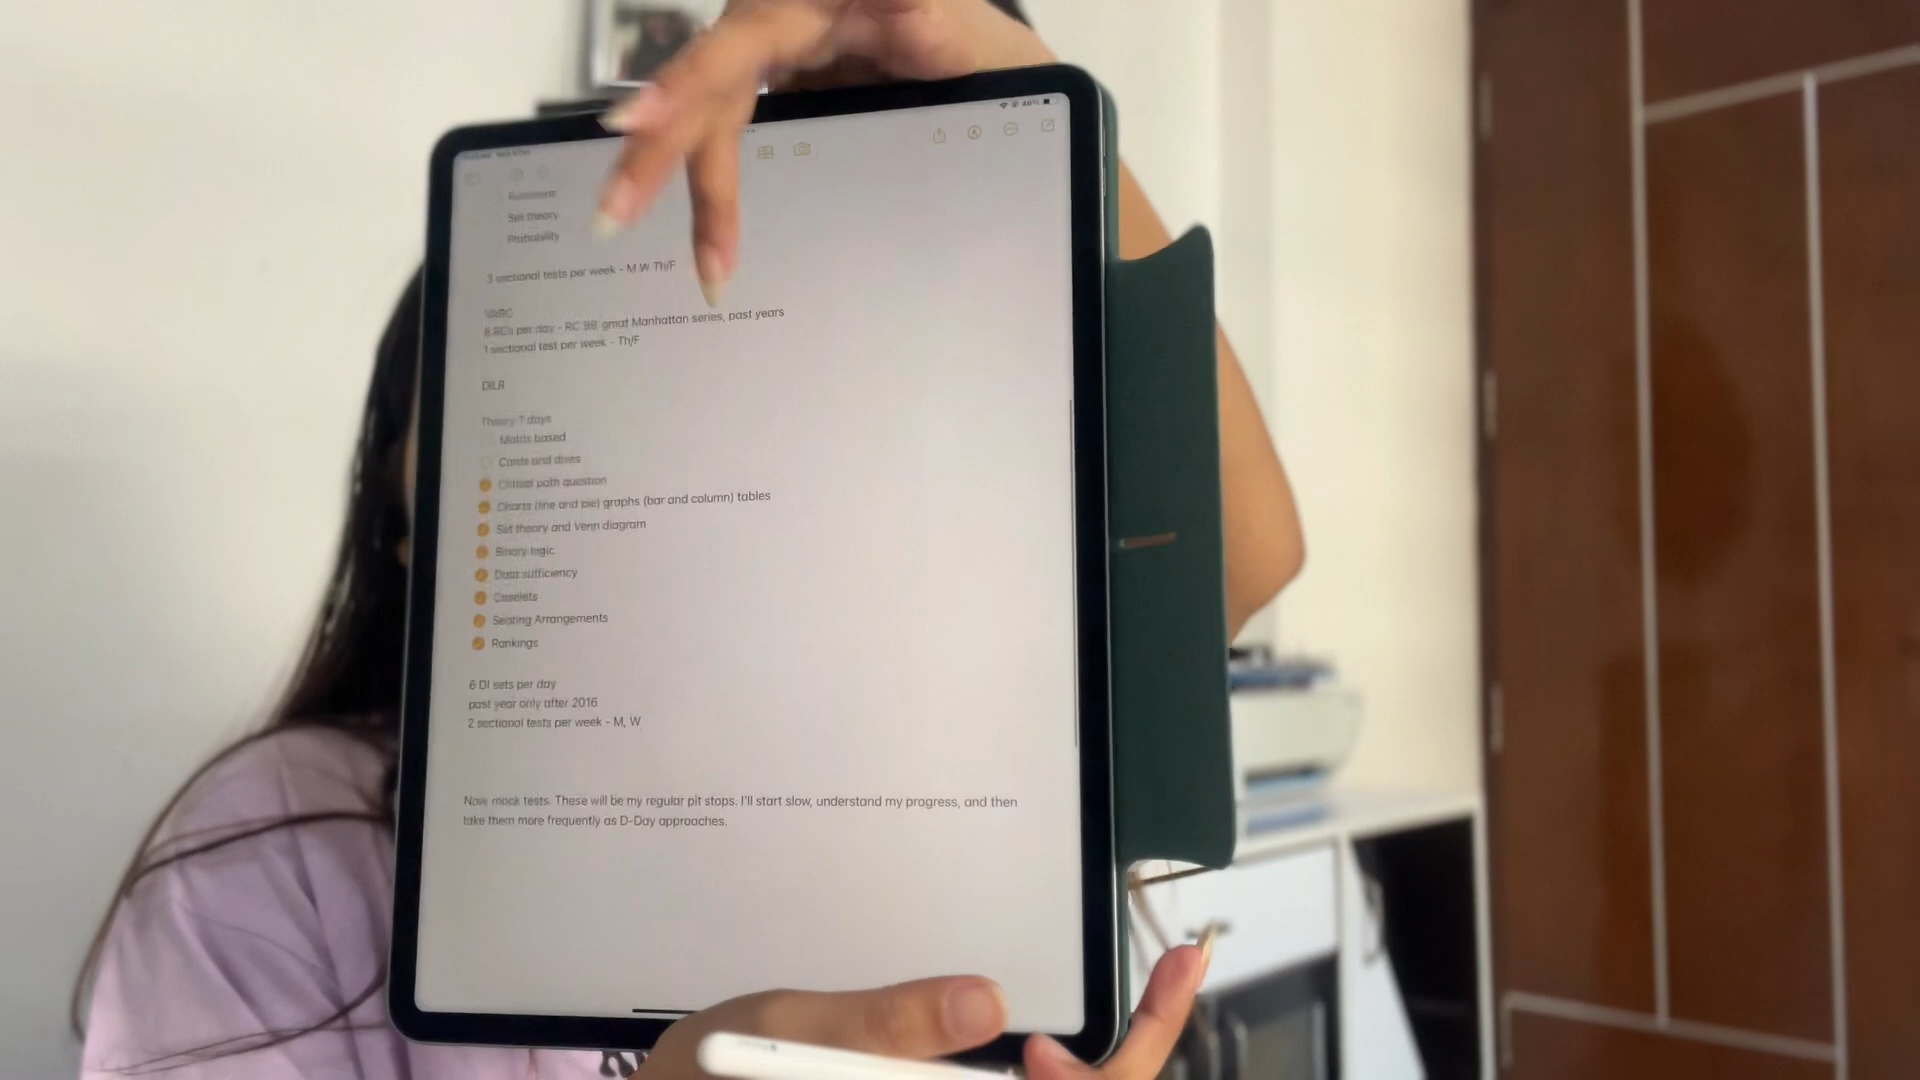 Functions
Set theory
Probability
3 sectional tests per week - M W Th/F
VARC
8 RCs per day - RC 99, gmat Manhattan series, past years
1 sectional test per week - Th/F
DILR
Theory 7 days
Matrix based
Cards and dives
Critical path question
Charts (line and pie) graphs (bar and column) tables
Set theory and Venn diagram
Binary logic
Data sufficiency
Caselets
Seating Arrangements
Rankings
6 DI sets per day
past year only after 2016
2 sectional tests per week - M, W
Now, mock tests. These will be my regular pit stops. I'll start slow, understand my progress, and then
take them more frequently as D-Day approaches.